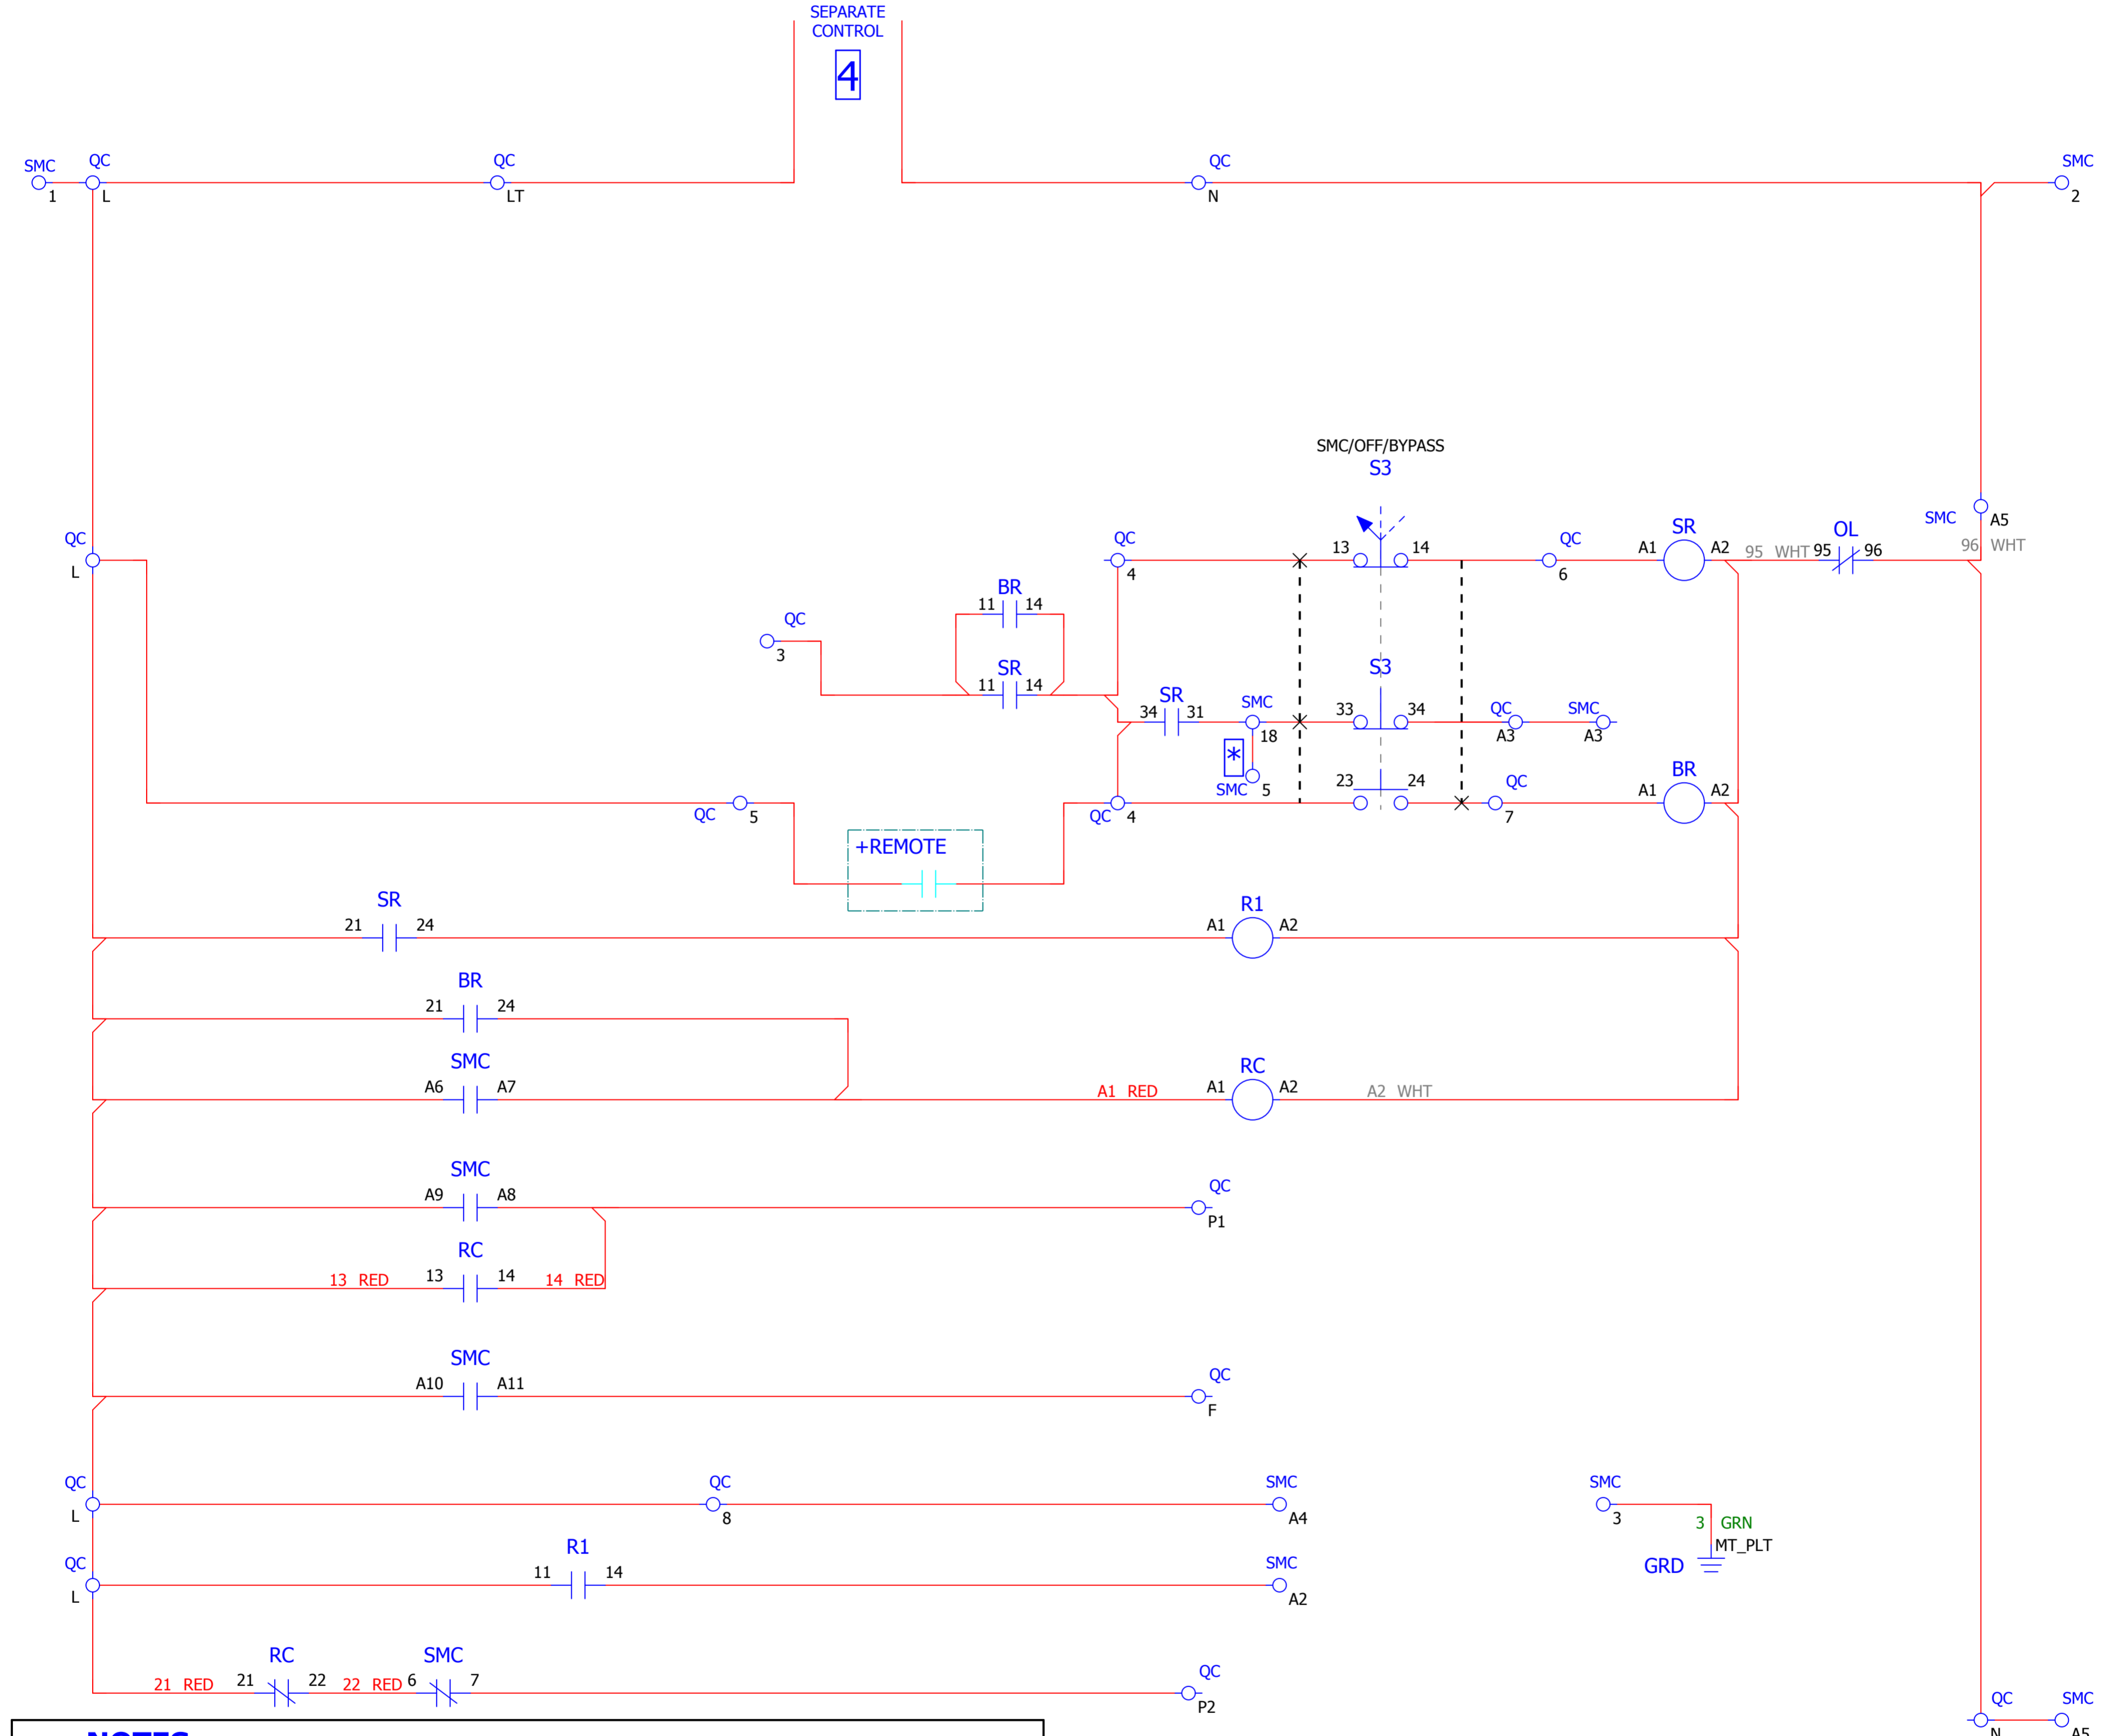 SEPARATE
CONTROL
4
SMC QC QC QC SMC
1 L LT N 2
SMC/OFF/BYPASS
S3
QC
L
QC
4
13 14
QC
6
SR
A1 A2
95 WHT 95 OL 96
SMC A5
96 WHT
BR
11 14
QC
3
SR
11 14
S3
SR
34 31
SMC
18
33 34
QC
A3
SMC
A3
*
SMC 5
23 24
QC
7
BR
A1 A2
QC 5
QC 4
+REMOTE
SR
21 24
R1
A1 A2
BR
21 24
SMC
A6 A7
A1 RED
RC
A1 A2
A2 WHT
SMC
A9 A8
QC
P1
RC
13 RED 13 14 14 RED
SMC
A10 A11
QC
F
QC
L
QC
8
SMC
A4
SMC
3
3 GRN
MT_PLT
GRD
QC
L
R1
11 14
SMC
A2
RC SMC
21 RED 21 22 22 RED 6 7
QC
P2
QC SMC
N A5
NOTES